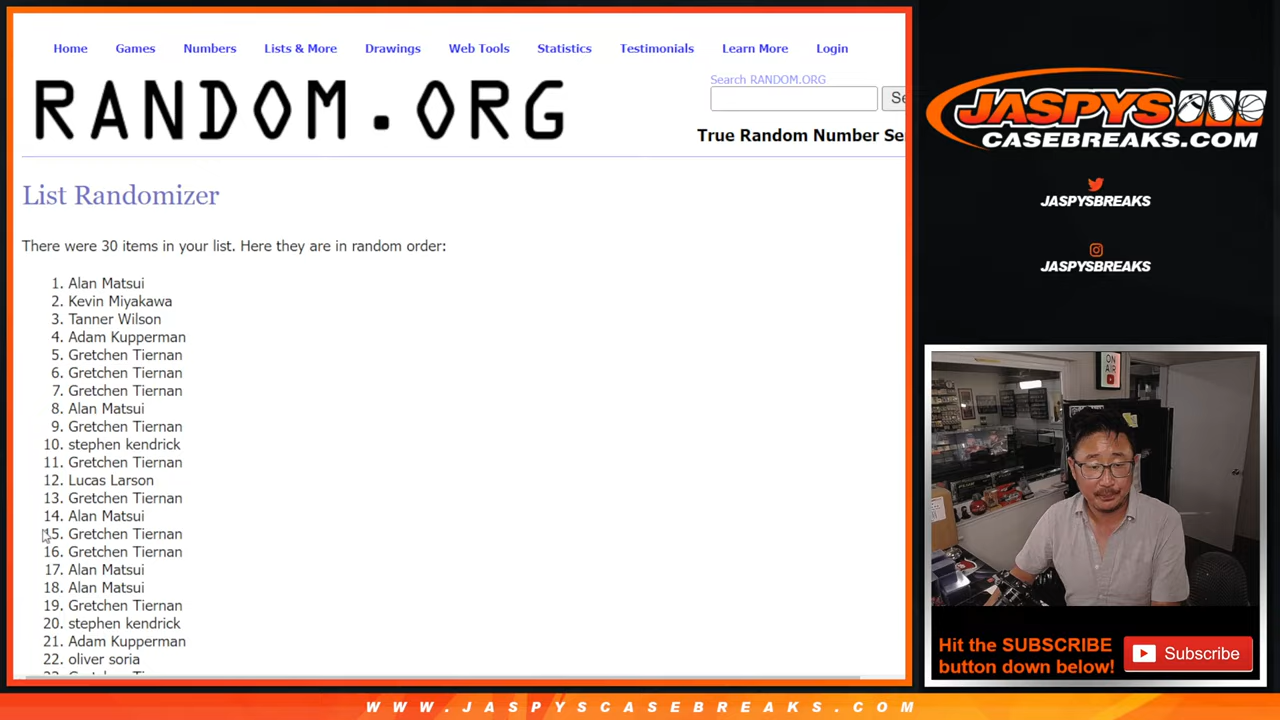 Home Games Numbers Lists & More Drawings Web Tools Statistics Testimonials Learn More Login
Search RANDOM.ORG
RANDOM.ORG
Se
True Random Number Se
List Randomizer
There were 30 items in your list. Here they are in random order:
1. Alan Matsui
2. Kevin Miyakawa
3. Tanner Wilson
4. Adam Kupperman
5. Gretchen Tiernan
6. Gretchen Tiernan
7. Gretchen Tiernan
8. Alan Matsui
9. Gretchen Tiernan
10. stephen kendrick
11. Gretchen Tiernan
12. Lucas Larson
13. Gretchen Tiernan
14. Alan Matsui
15. Gretchen Tiernan
16. Gretchen Tiernan
17. Alan Matsui
18. Alan Matsui
19. Gretchen Tiernan
20. stephen kendrick
21. Adam Kupperman
22. oliver soria
JASPYS
CASEBREAKS.COM
JASPYSBREAKS
JASPYSBREAKS
ON
AIR
Hit the SUBSCRIBE
button down below!
Subscribe
WWW.JASPYSCASEBREAKS.COM